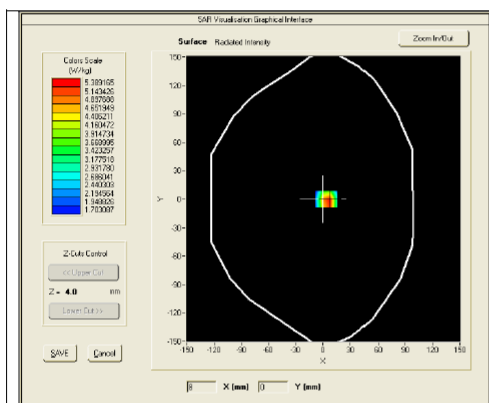 SAR Visualisation Graphical Interface
Surface Radiated Intensity
Zoom In/Out
Colors Scale
(W/kg)
5.389165
5.143426
4.897688
4.651949
4.406211
4.160472
3.914734
3.668995
3.423257
3.177518
2.931780
2.686041
2.440303
2.194564
1.948826
1.703087
Z-Cuts Control
<< Upper Cut
Z = 4.0 mm
Lower Cut >>
SAVE
Cancel
150-
120-
90-
60-
30-
0-
-30-
-60-
-90-
-120-
-150-
Y
-150 -120 -90 -60 -30 0 30 60 90 120 150
X
8 X (mm) 0 Y (mm)